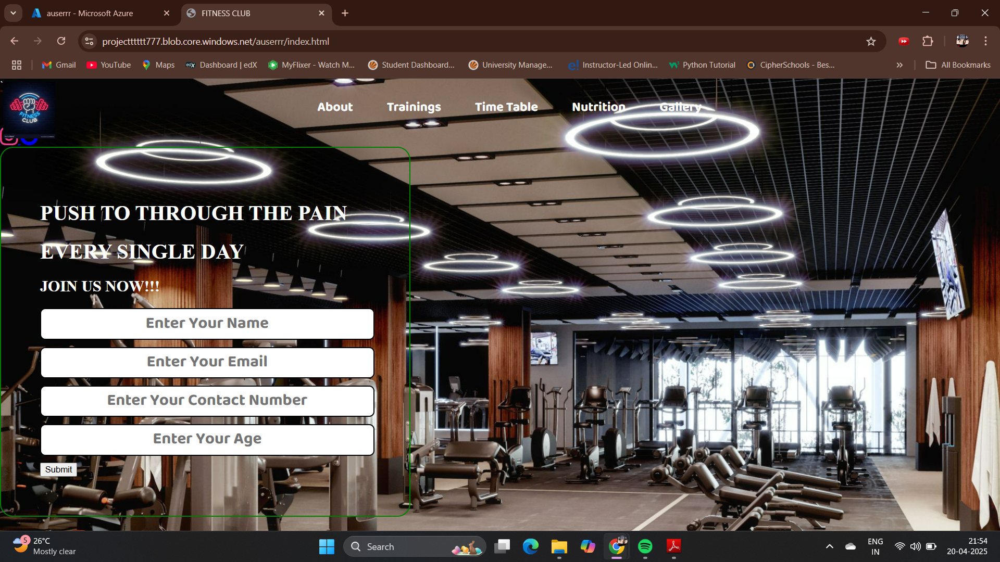 auserrr - Microsoft Azure
FITNESS CLUB
projectttttt777.blob.core.windows.net/auserrr/index.html
Gmail
YouTube
Maps
edX
Dashboard | edX
MyFlixer - Watch M...
Student Dashboard...
University Manage...
Instructor-Led Onlin...
Python Tutorial
CipherSchools - Bes...
All Bookmarks
FITNESS
CLUB
About
Trainings
Time Table
Nutrition
Gallery
PUSH TO THROUGH THE PAIN
EVERY SINGLE DAY
JOIN US NOW!!!
Enter Your Name
Enter Your Email
Enter Your Contact Number
Enter Your Age
Submit
5
26°C
Mostly clear
Search
ENG
IN
21:54
20-04-2025